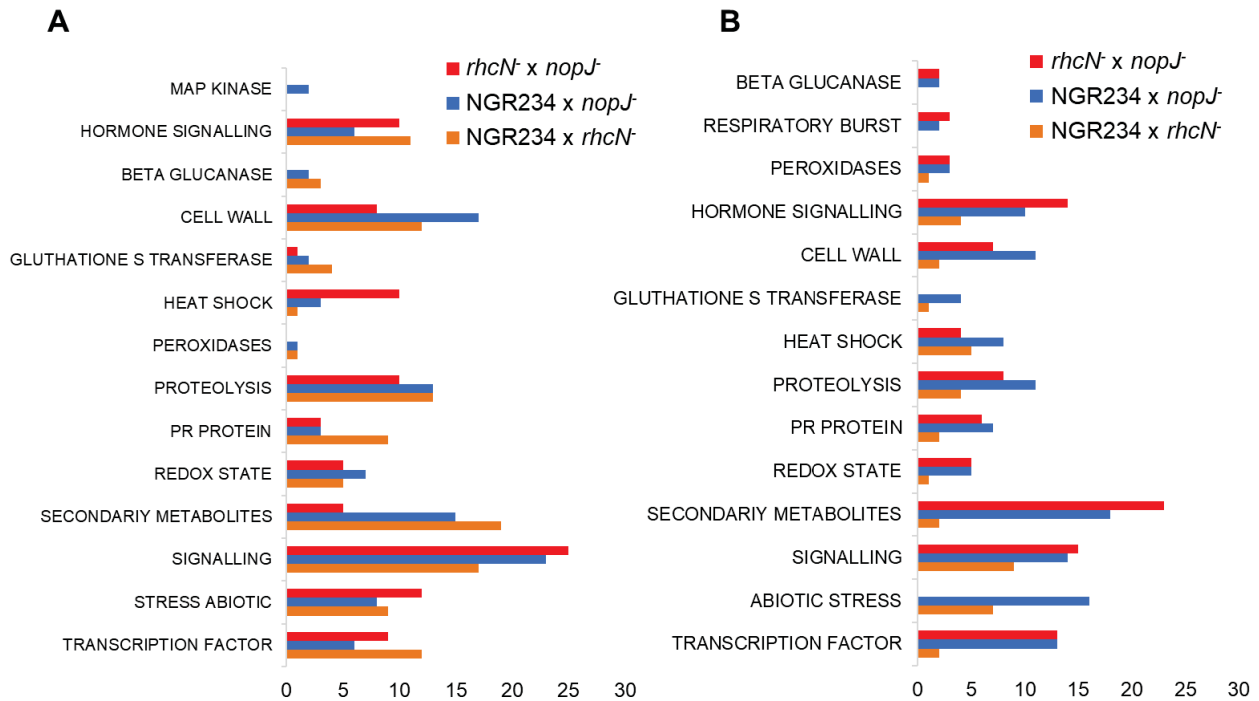 A
rhcN- x nopJ-
NGR234 x nopJ-
NGR234 x rhcN-
MAP KINASE
HORMONE SIGNALLING
BETA GLUCANASE
CELL WALL
GLUTHATIONE S TRANSFERASE
HEAT SHOCK
PEROXIDASES
PROTEOLYSIS
PR PROTEIN
REDOX STATE
SECONDARIY METABOLITES
SIGNALLING
STRESS ABIOTIC
TRANSCRIPTION FACTOR
0 5 10 15 20 25 30
B
rhcN- x nopJ-
NGR234 x nopJ-
NGR234 x rhcN-
BETA GLUCANASE
RESPIRATORY BURST
PEROXIDASES
HORMONE SIGNALLING
CELL WALL
GLUTHATIONE S TRANSFERASE
HEAT SHOCK
PROTEOLYSIS
PR PROTEIN
REDOX STATE
SECONDARIY METABOLITES
SIGNALLING
ABIOTIC STRESS
TRANSCRIPTION FACTOR
0 5 10 15 20 25 30